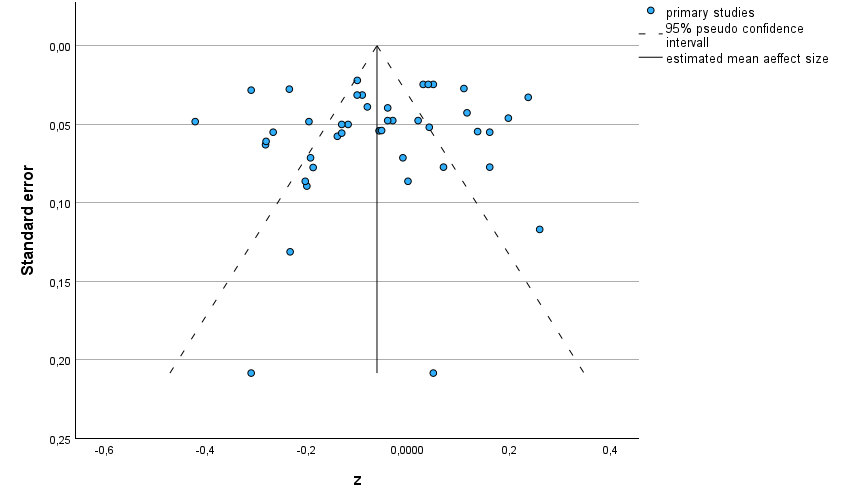 primary studies
95% pseudo confidence
intervall
estimated mean aeffect size
0,00
0,05
0,10
0,15
0,20
0,25
Standard error
-0,6
-0,4
-0,2
0,0000
0,2
0,4
z